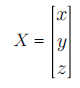 X = [x
y
z]